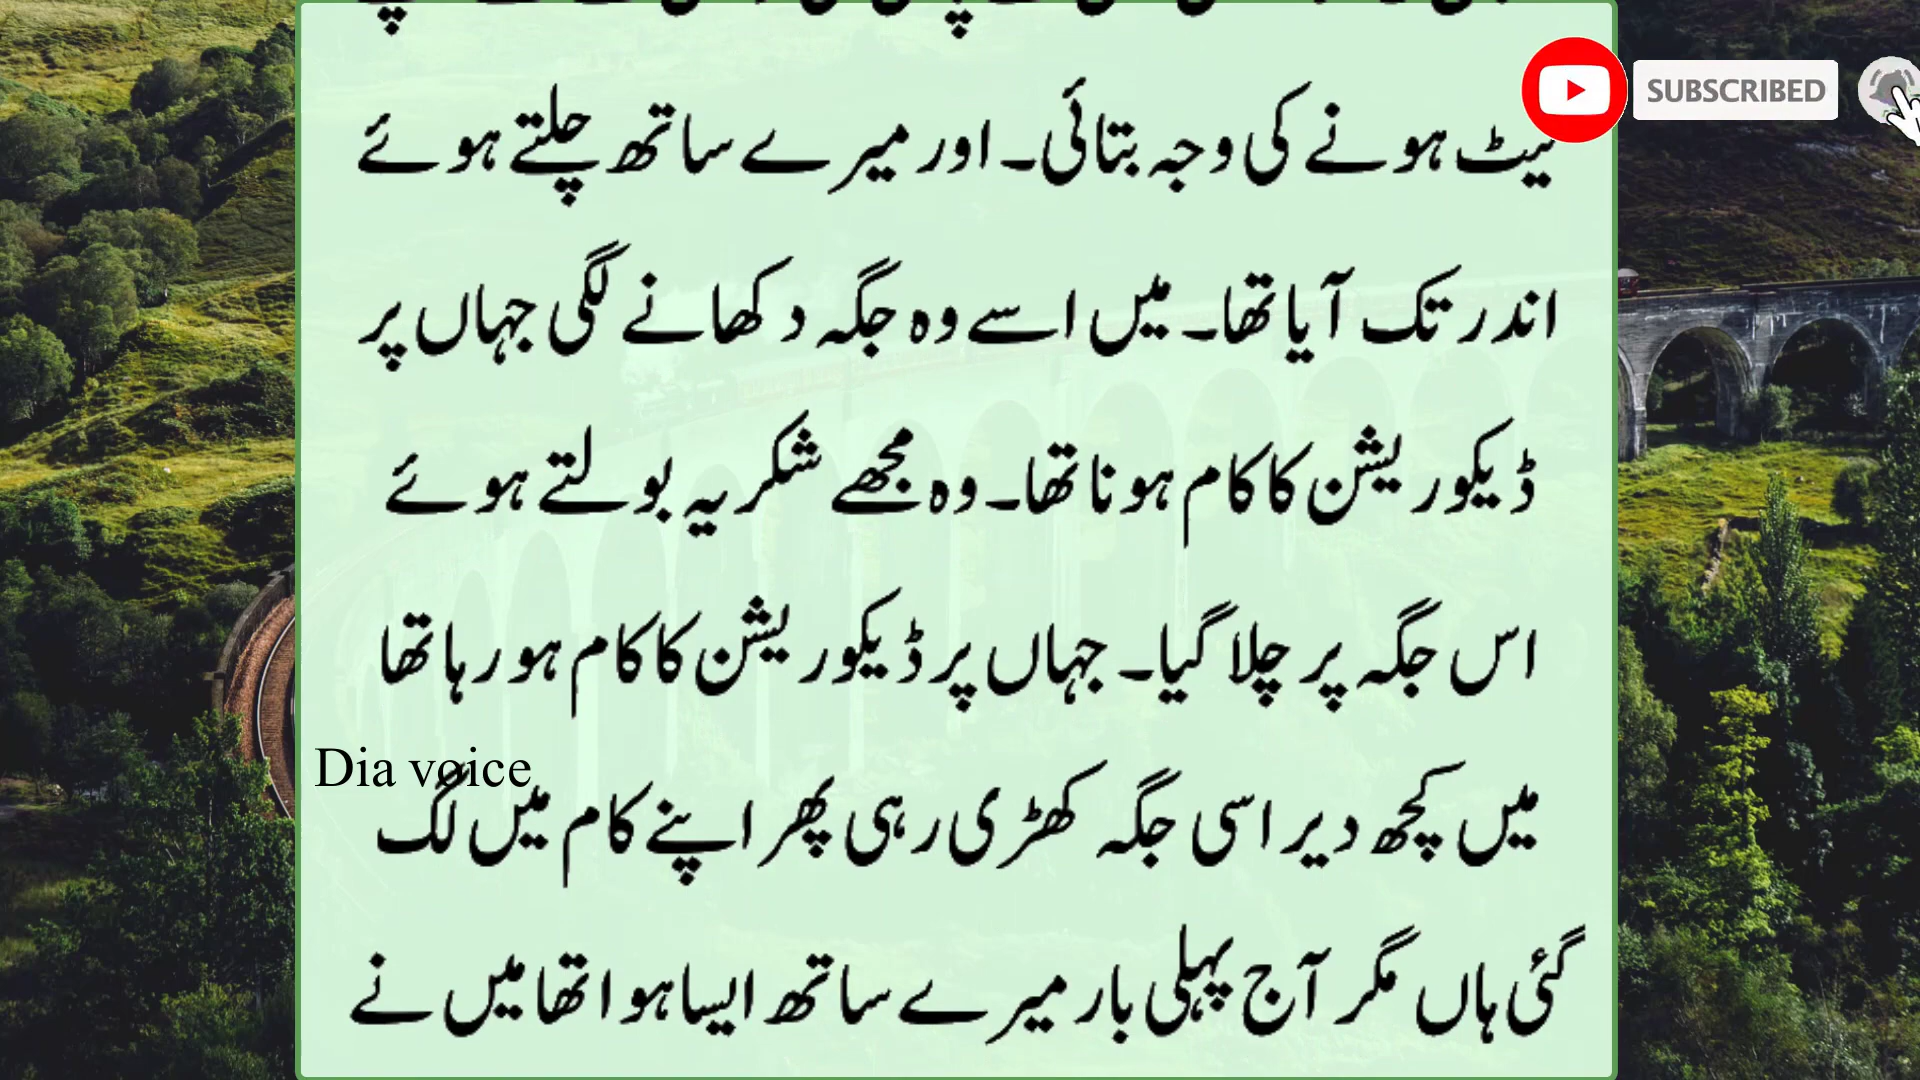 SUBSCRIBED
لیٹ ہونے کی وجہ بتائی۔ اور میرے ساتھ چلتے ہوئے
اندر تک آیا تھا۔ میں اسے وہ جگہ دکھانے لگی جہاں پر
ڈیکوریشن کا کام ہونا تھا۔ وہ مجھے شکریہ بولتے ہوئے
اس جگہ پر چلا گیا۔ جہاں پر ڈیکوریشن کا کام ہو رہا تھا
Dia voice
میں کچھ دیر اسی جگہ کھڑی رہی پھر اپنے کام میں لگ
گئی ہاں مگر آج پہلی بار میرے ساتھ ایسا ہوا تھا میں نے